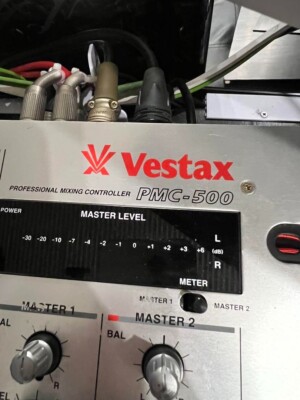 Vestax
PROFESSIONAL MIXING CONTROLLER PMC-500
POWER MASTER LEVEL L
-30 -20 -10 -7 -4 -2 -1 0 +1 +2 +3 +6 (dB)
R
METER
MASTER 1 MASTER 2
MASTER 1 MASTER 2
BAL BAL
L R L R